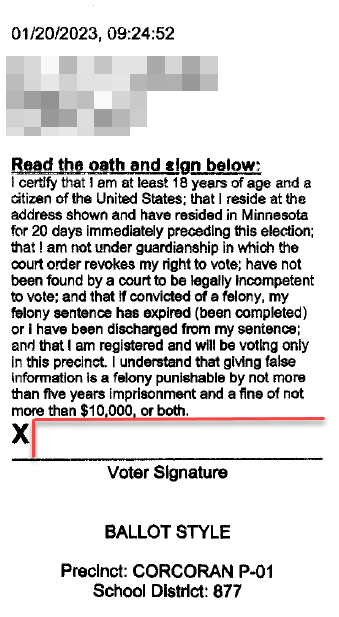 01/20/2023, 09:24:52
Read the oath and sign below:
I certify that I am at least 18 years of age and a
citizen of the United States; that I reside at the
address shown and have resided in Minnesota
for 20 days immediately preceding this election;
that I am not under guardianship in which the
court order revokes my right to vote; have not
been found by a court to be legally incompetent
to vote; and that if convicted of a felony, my
felony sentence has expired (been completed)
or I have been discharged from my sentence;
and that I am registered and will be voting only
in this precinct. I understand that giving false
information is a felony punishable by not more
than five years imprisonment and a fine of not
more than $10,000, or both.
X
Voter Signature
BALLOT STYLE
Precinct: CORCORAN P-01
School District: 877